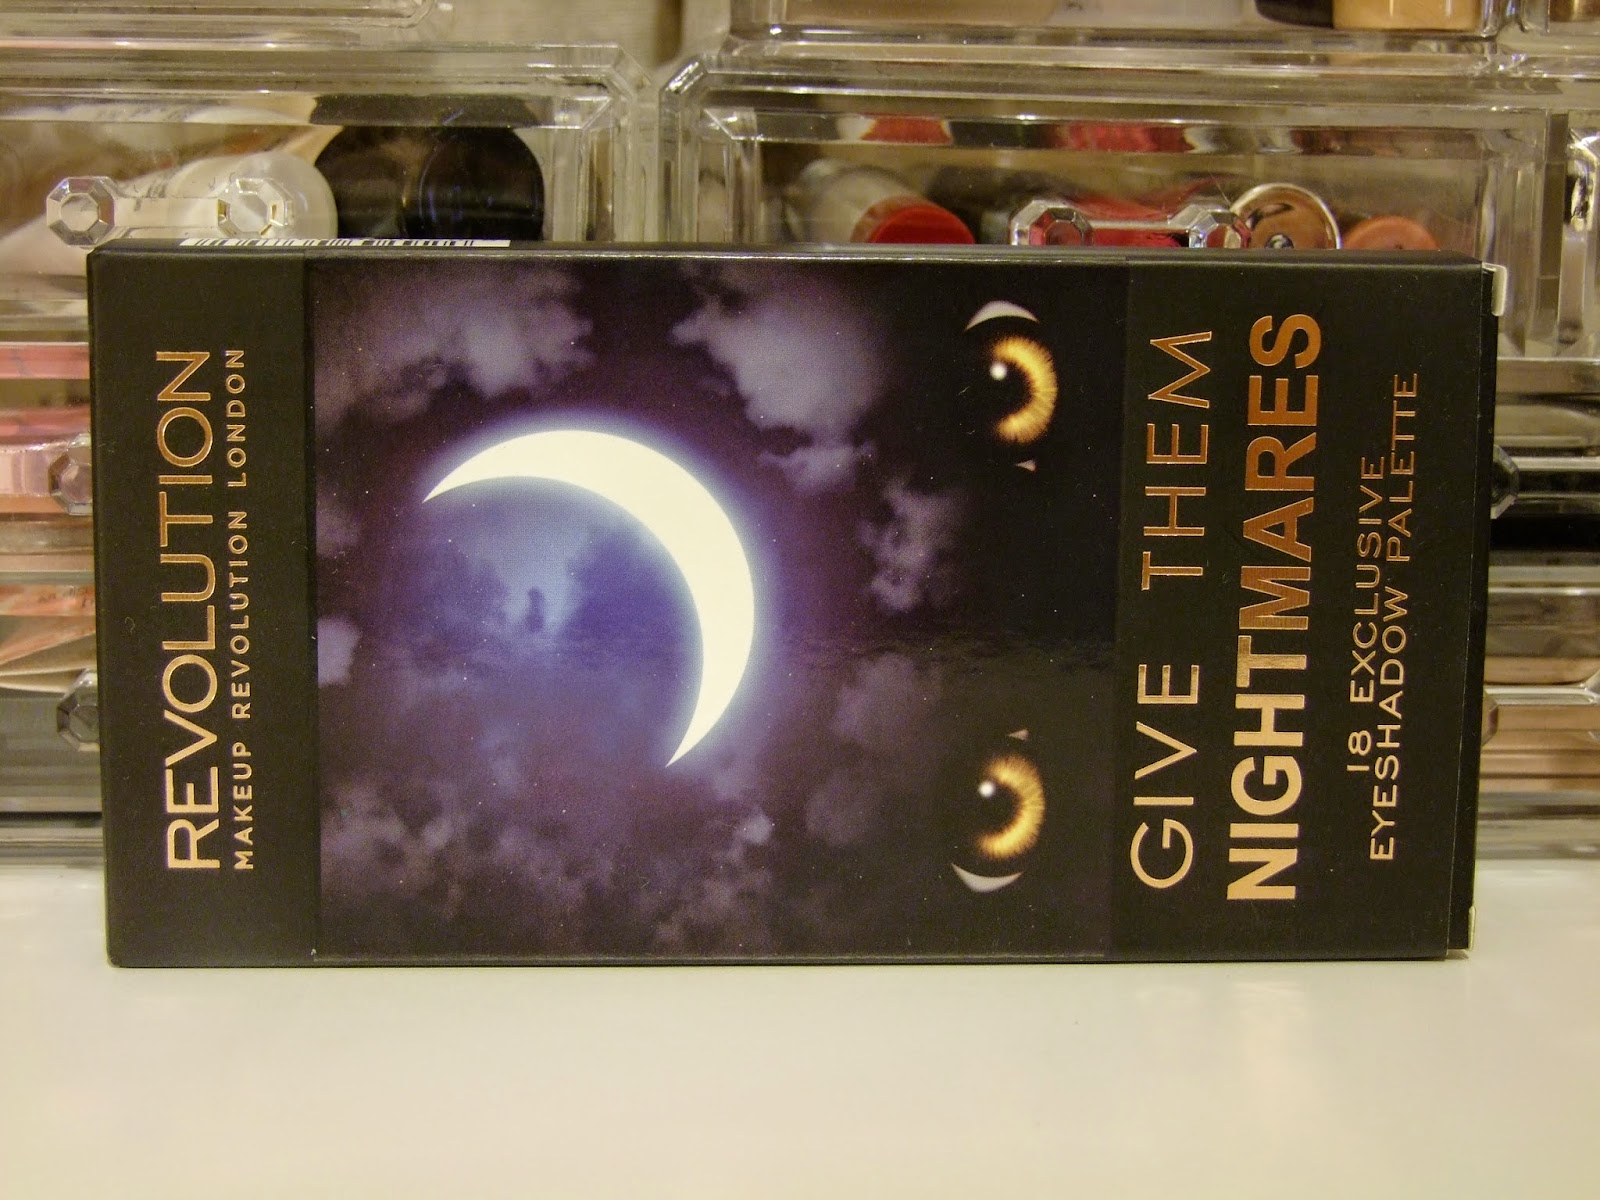 REVOLUTION
MAKEUP REVOLUTION LONDON
GIVE THEM
NIGHTMARES
18 EXCLUSIVE
EYESHADOW PALETTE